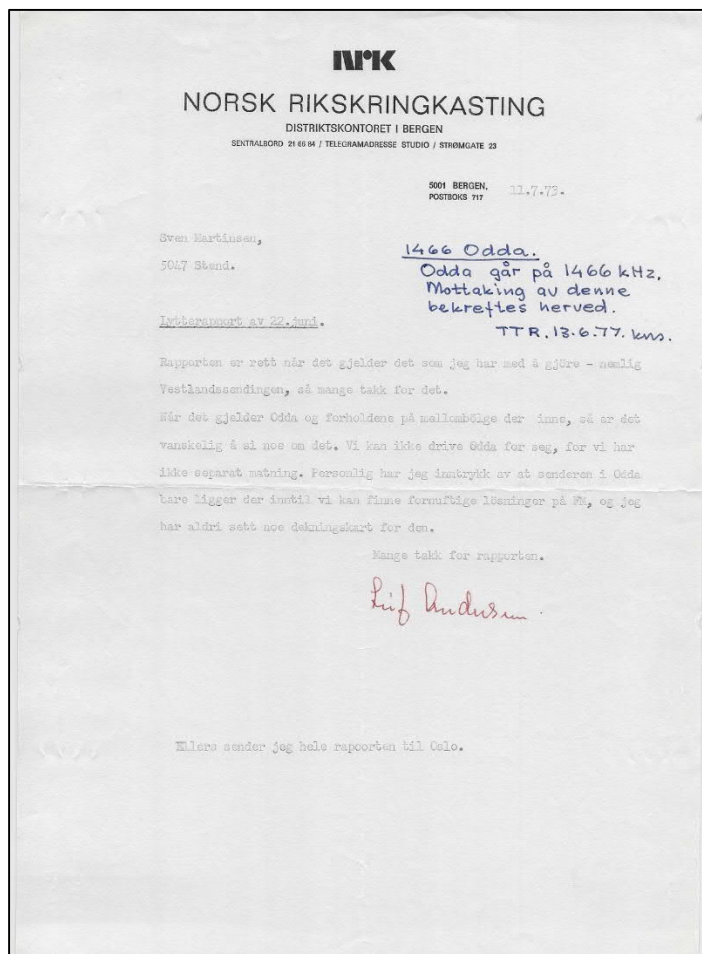 NRK
NORSK RIKSKRINGKASTING
DISTRIKTSKONTORET I BERGEN
SENTRALBORD 21 66 84 / TELEGRAMADRESSE STUDIO / STRØMGATE 23
5001 BERGEN, 11.7.73.
POSTBOKS 717
Sven Martinsen,
5047 Stend.
1466 Odda.
Odda går på 1466 kHz.
Mottaking av denne
bekreftes herved.
TTR. 13.6.77. kns.
Lytterapport av 22.juni.
Rapporten er rett når det gjelder det som jeg har med å gjöre - nemlig
Vestlandssendingen, så mange takk for det.
Når det gjelder Odda og forholdene på mellombölge der inne, så er det
vanskelig å si noe om det. Vi kan ikke drive Odda for seg, for vi har
ikke separat matning. Personlig har jeg inntrykk av at senderen i Odda
bare ligger der inntil vi kan finne fornuftige lösninger på FM, og jeg
har aldri sett noe dekningskart for den.
Mange takk for rapporten.
Leif Andersen
Ellers sender jeg hele rapporten til Oslo.